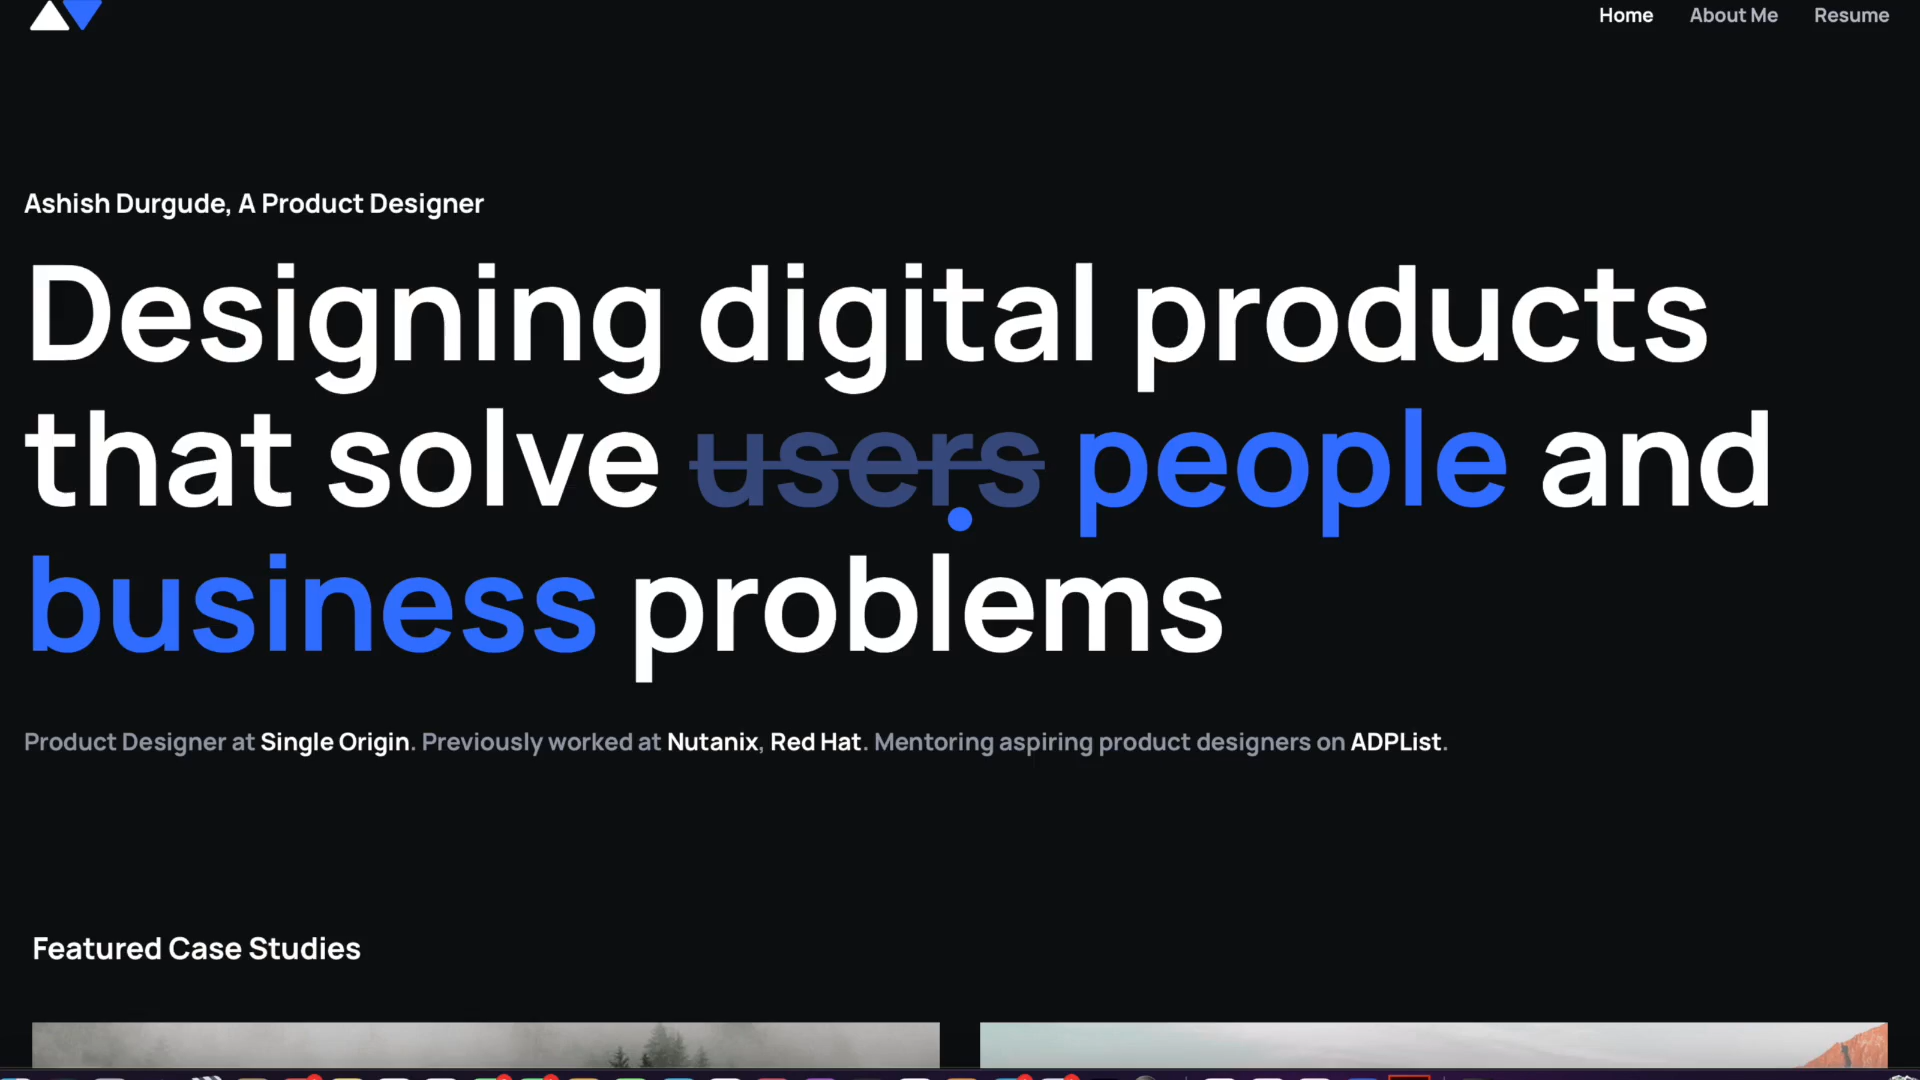 Home About Me Resume
Ashish Durgude, A Product Designer
Designing digital products
that solve users people and
business problems
Product Designer at Single Origin. Previously worked at Nutanix, Red Hat. Mentoring aspiring product designers on ADPList.
Featured Case Studies